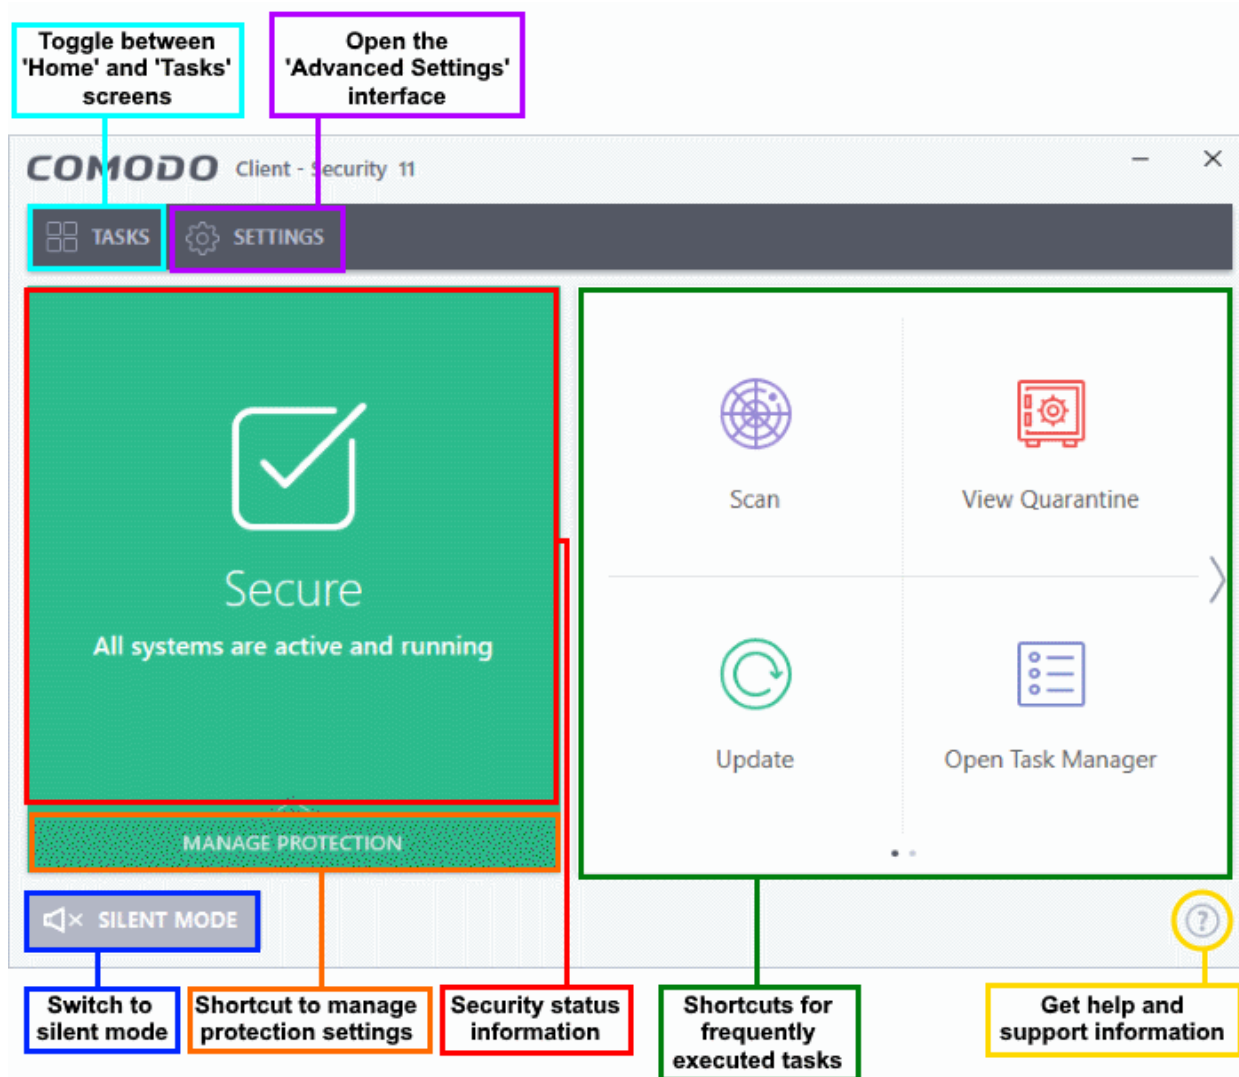 Toggle between
'Home' and 'Tasks'
screens
Open the
'Advanced Settings'
interface
COMODO Client - Security 11
TASKS
SETTINGS
Secure
All systems are active and running
MANAGE PROTECTION
Scan
View Quarantine
Update
Open Task Manager
SILENT MODE
?
Switch to
silent mode
Shortcut to manage
protection settings
Security status
information
Shortcuts for
frequently
executed tasks
Get help and
support information